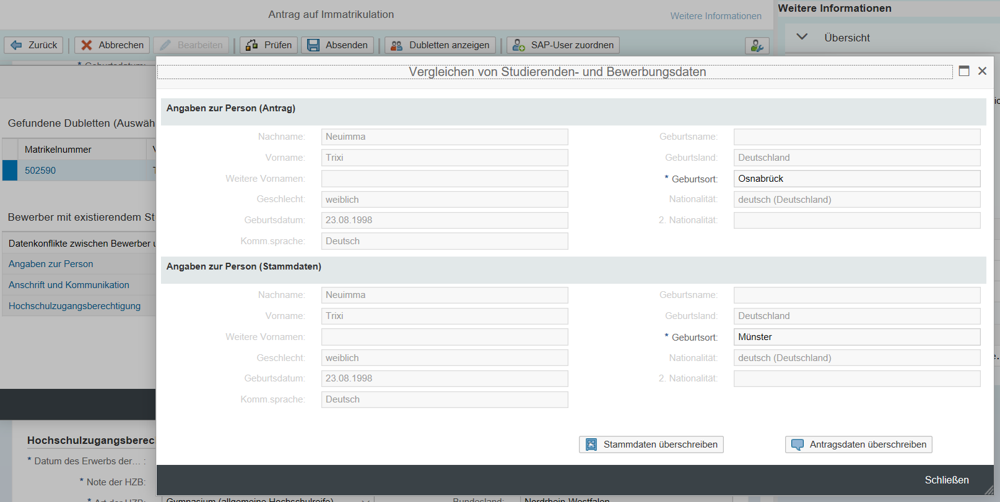 Antrag auf Immatrikulation
Weitere Informationen
Weitere Informationen
Übersicht
Zurück
Abbrechen
Bearbeiten
Prüfen
Absenden
Dubletten anzeigen
SAP-User zuordnen
* Geburtsdatum:
Vergleichen von Studierenden- und Bewerbungsdaten
Gefundene Dubletten (Auswäh
Matrikelnummer
502590
Bewerber mit existierendem St
Datenkonflikte zwischen Bewerber u
Angaben zur Person
Anschrift und Kommunikation
Hochschulzugangsberechtigung
Angaben zur Person (Antrag)
Nachname: Neuimma
Geburtsname:
Vorname: Trixi
Geburtsland: Deutschland
Weitere Vornamen:
* Geburtsort: Osnabrück
Geschlecht: weiblich
Nationalität: deutsch (Deutschland)
Geburtsdatum: 23.08.1998
2. Nationalität:
Komm.sprache: Deutsch
Angaben zur Person (Stammdaten)
Nachname: Neuimma
Geburtsname:
Vorname: Trixi
Geburtsland: Deutschland
Weitere Vornamen:
* Geburtsort: Münster
Geschlecht: weiblich
Nationalität: deutsch (Deutschland)
Geburtsdatum: 23.08.1998
2. Nationalität:
Komm.sprache: Deutsch
Stammdaten überschreiben
Antragsdaten überschreiben
Schließen
Hochschulzugangsberec
* Datum des Erwerbs der... :
* Note der HZB:
* Art der HZB: Gymnasium (allgemeine Hochschulreife)
Bundesland: Nordrhein-Westfalen